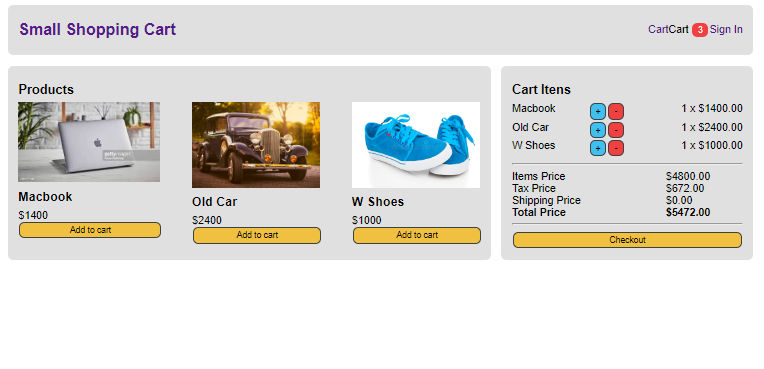 Small Shopping Cart
CartCart 3 Sign In
Products
gettyimages
Macbook
$1400
Add to cart
Old Car
$2400
Add to cart
W Shoes
$1000
Add to cart
Cart Itens
Macbook + - 1 x $1400.00
Old Car + - 1 x $2400.00
W Shoes + - 1 x $1000.00
Items Price $4800.00
Tax Price $672.00
Shipping Price $0.00
Total Price $5472.00
Checkout